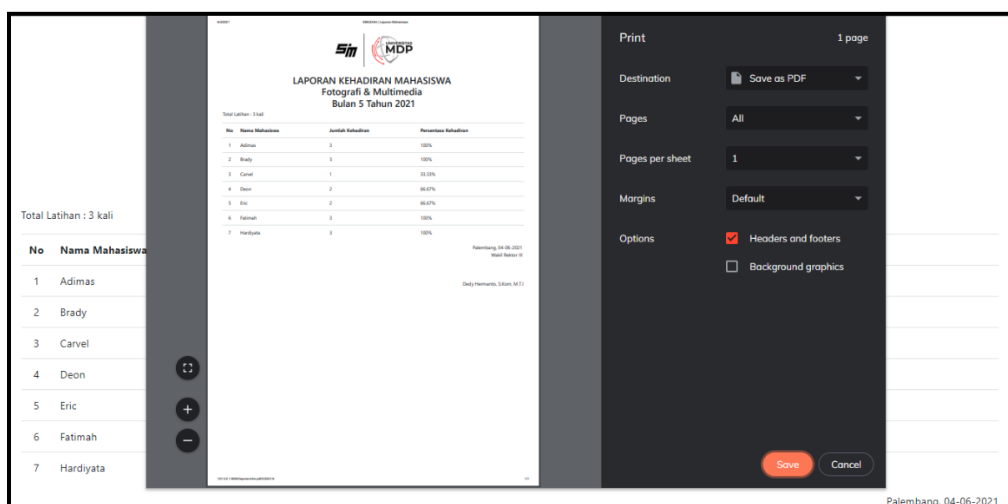 Sim
UNIVERSITAS
MDP
LAPORAN KEHADIRAN MAHASISWA
Fotografi & Multimedia
Bulan 5 Tahun 2021
Total Latihan : 3 kali
No Nama Mahasiswa Jumlah Kehadiran Persentase Kehadiran
1 Adimas 3 100%
2 Brady 3 100%
3 Carvel 1 33.33%
4 Deon 2 66.67%
5 Eric 2 66.67%
6 Fatimah 3 100%
7 Hardiyata 3 100%
Palembang, 04-06-2021
Wakil Rektor III
Dedy Hermanto, S.Kom, M.T.I
Print 1 page
Destination Save as PDF
Pages All
Pages per sheet 1
Margins Default
Options Headers and footers
Background graphics
Save Cancel
Total Latihan : 3 kali
No Nama Mahasiswa
1 Adimas
2 Brady
3 Carvel
4 Deon
5 Eric
6 Fatimah
7 Hardiyata
Palembang, 04-06-2021